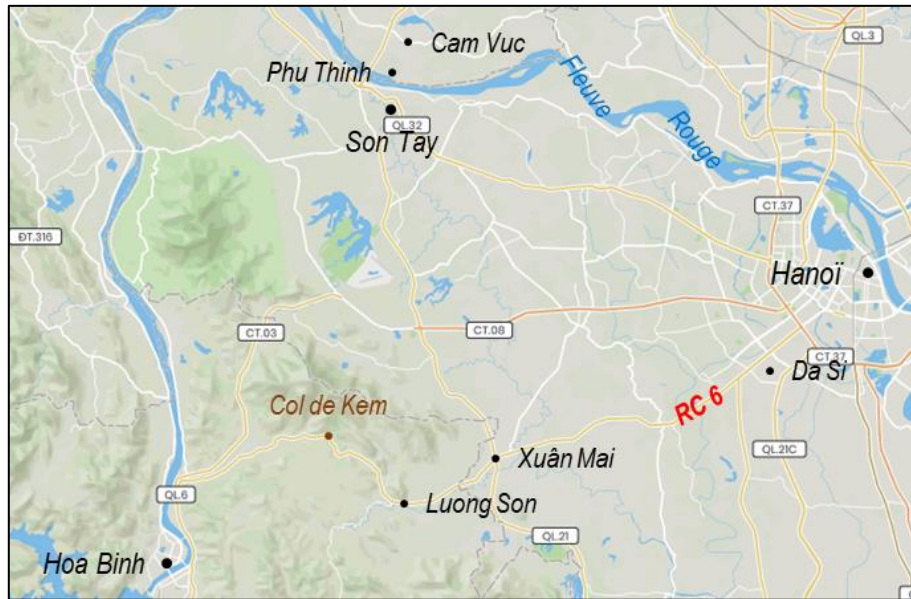 Cam Vuc
QL.3
Phu Thinh
Fleuve
Rouge
QL.32
Son Tay
CT.37
ĐT.316
Hanoï
CT.03
CT.08
CT.37
Da Si
Col de Kem
RC 6
QL.21C
Xuân Mai
QL.6
Luong Son
QL.21
Hoa Binh